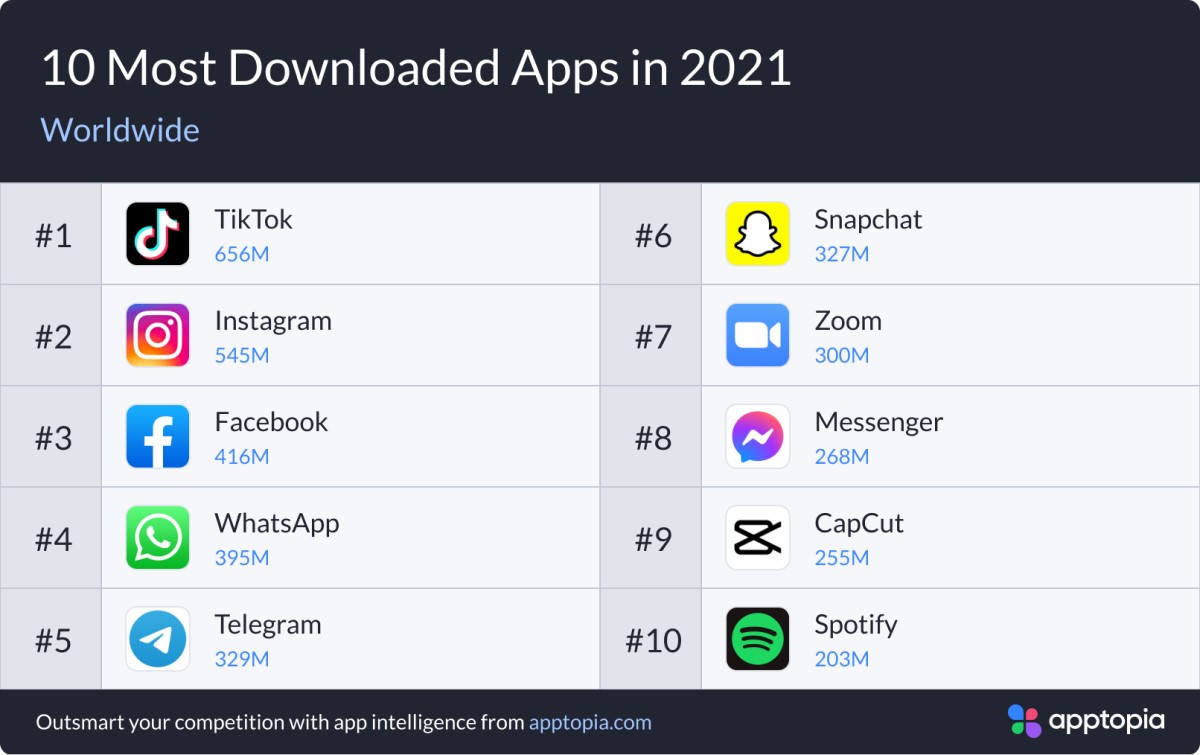 10 Most Downloaded Apps in 2021
Worldwide
#1
TikTok
656M
#2
Instagram
545M
#3
Facebook
416M
#4
WhatsApp
395M
#5
Telegram
329M
#6
Snapchat
327M
#7
Zoom
300M
#8
Messenger
268M
#9
CapCut
255M
#10
Spotify
203M
Outsmart your competition with app intelligence from apptopia.com
apptopia